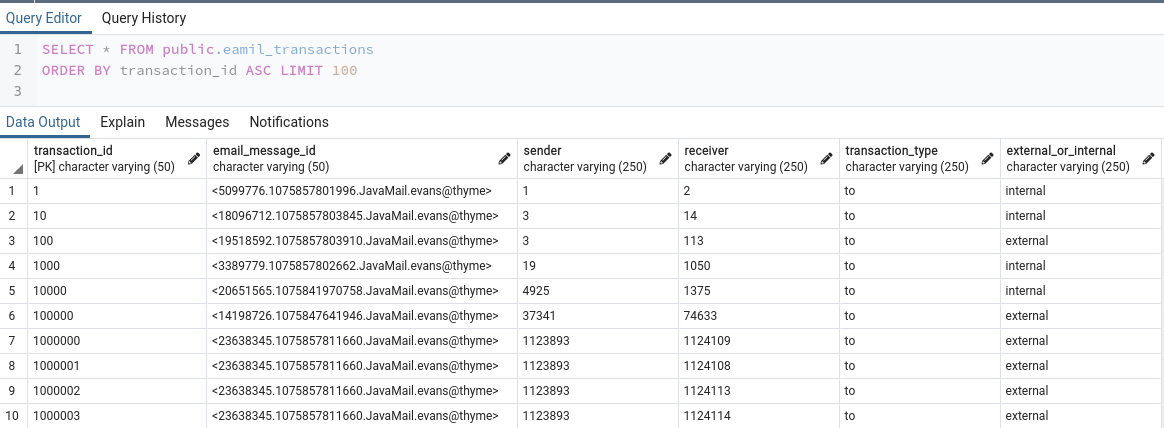 Query Editor Query History
1 SELECT * FROM public.eamil_transactions
2 ORDER BY transaction_id ASC LIMIT 100
3
Data Output Explain Messages Notifications
transaction_id email_message_id sender receiver transaction_type external_or_internal
[PK] character varying (50) character varying (50) character varying (250) character varying (250) character varying (250) character varying (250)
1 1 <5099776.1075857801996.JavaMail.evans@thyme> 1 2 to internal
2 10 <18096712.1075857803845.JavaMail.evans@thyme> 3 14 to internal
3 100 <19518592.1075857803910.JavaMail.evans@thyme> 3 113 to external
4 1000 <3389779.1075857802662.JavaMail.evans@thyme> 19 1050 to internal
5 10000 <20651565.1075841970758.JavaMail.evans@thyme> 4925 1375 to internal
6 100000 <14198726.1075847641946.JavaMail.evans@thyme> 37341 74633 to external
7 1000000 <23638345.1075857811660.JavaMail.evans@thyme> 1123893 1124109 to external
8 1000001 <23638345.1075857811660.JavaMail.evans@thyme> 1123893 1124108 to external
9 1000002 <23638345.1075857811660.JavaMail.evans@thyme> 1123893 1124113 to external
10 1000003 <23638345.1075857811660.JavaMail.evans@thyme> 1123893 1124114 to external